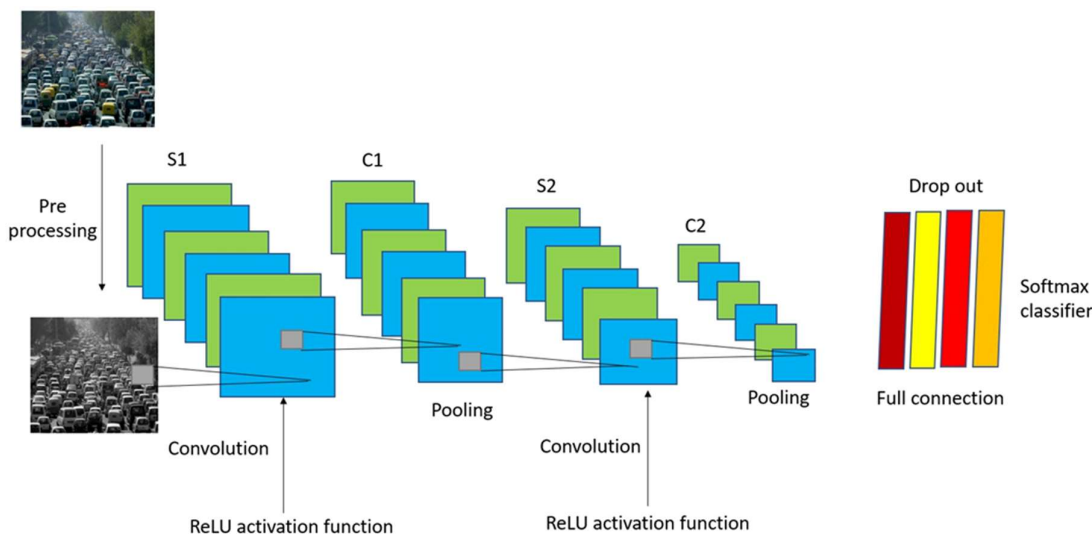 S1
C1
S2
C2
Drop out
Pre
processing
Softmax
classifier
Pooling
Pooling
Full connection
Convolution
Convolution
ReLU activation function
ReLU activation function